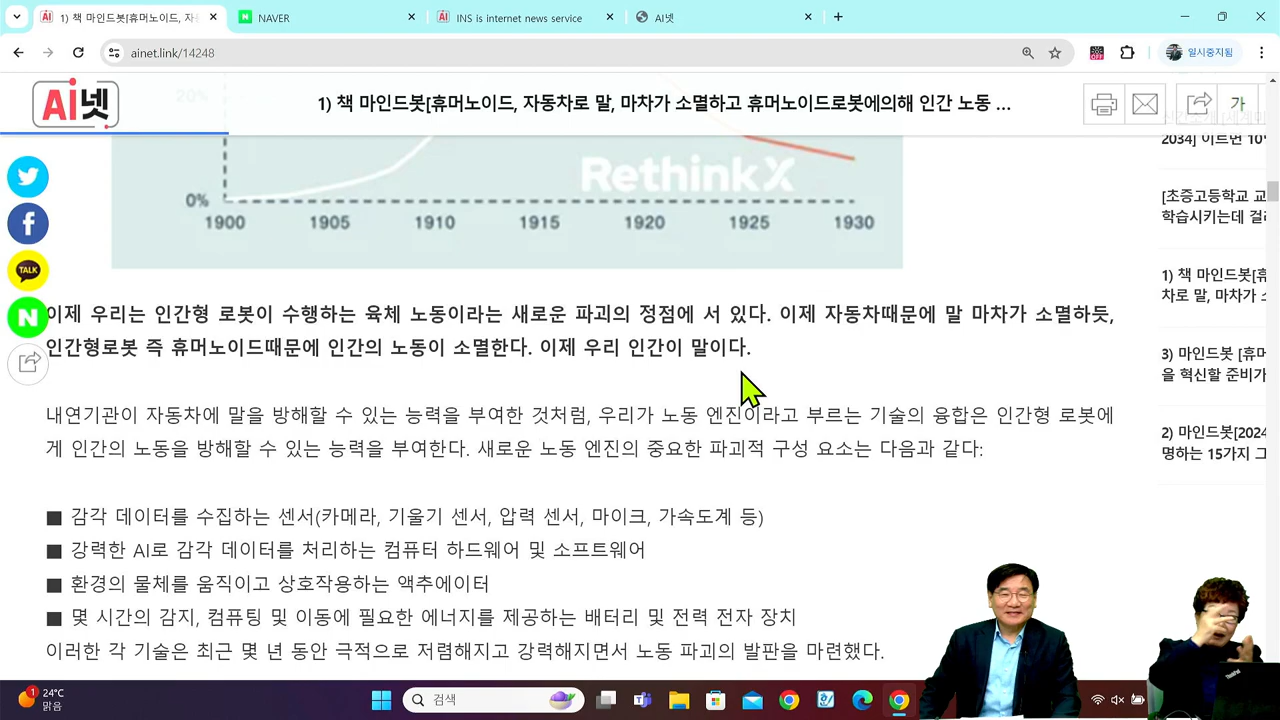 1) 책 마인드봇[휴머노이드, 자동
NAVER
INS is internet news service
AI넷
ainet.link/14248
OFF
일시중지됨
Ai넷
1) 책 마인드봇[휴머노이드, 자동차로 말, 마차가 소멸하고 휴머노이드로봇에의해 인간 노동 ...
가
20%
RethinkX
0%
1900 1905 1910 1915 1920 1925 1930
2034] 이르면 10
[초중고등학교 교
학습시키는데 걸
1) 책 마인드봇[휴
차로 말, 마차가
3) 마인드봇 [휴머
을 혁신할 준비가
2) 마인드봇[2024
명하는 15가지 그
TALK
N
이제 우리는 인간형 로봇이 수행하는 육체 노동이라는 새로운 파괴의 정점에 서 있다. 이제 자동차때문에 말 마차가 소멸하듯,
인간형로봇 즉 휴머노이드때문에 인간의 노동이 소멸한다. 이제 우리 인간이 말이다.
내연기관이 자동차에 말을 방해할 수 있는 능력을 부여한 것처럼, 우리가 노동 엔진이라고 부르는 기술의 융합은 인간형 로봇에
게 인간의 노동을 방해할 수 있는 능력을 부여한다. 새로운 노동 엔진의 중요한 파괴적 구성 요소는 다음과 같다:
■ 감각 데이터를 수집하는 센서(카메라, 기울기 센서, 압력 센서, 마이크, 가속도계 등)
■ 강력한 AI로 감각 데이터를 처리하는 컴퓨터 하드웨어 및 소프트웨어
■ 환경의 물체를 움직이고 상호작용하는 액추에이터
■ 몇 시간의 감지, 컴퓨팅 및 이동에 필요한 에너지를 제공하는 배터리 및 전력 전자 장치
이러한 각 기술은 최근 몇 년 동안 극적으로 저렴해지고 강력해지면서 노동 파괴의 발판을 마련했다.
ThinkPad
1
24°C
맑음
검색